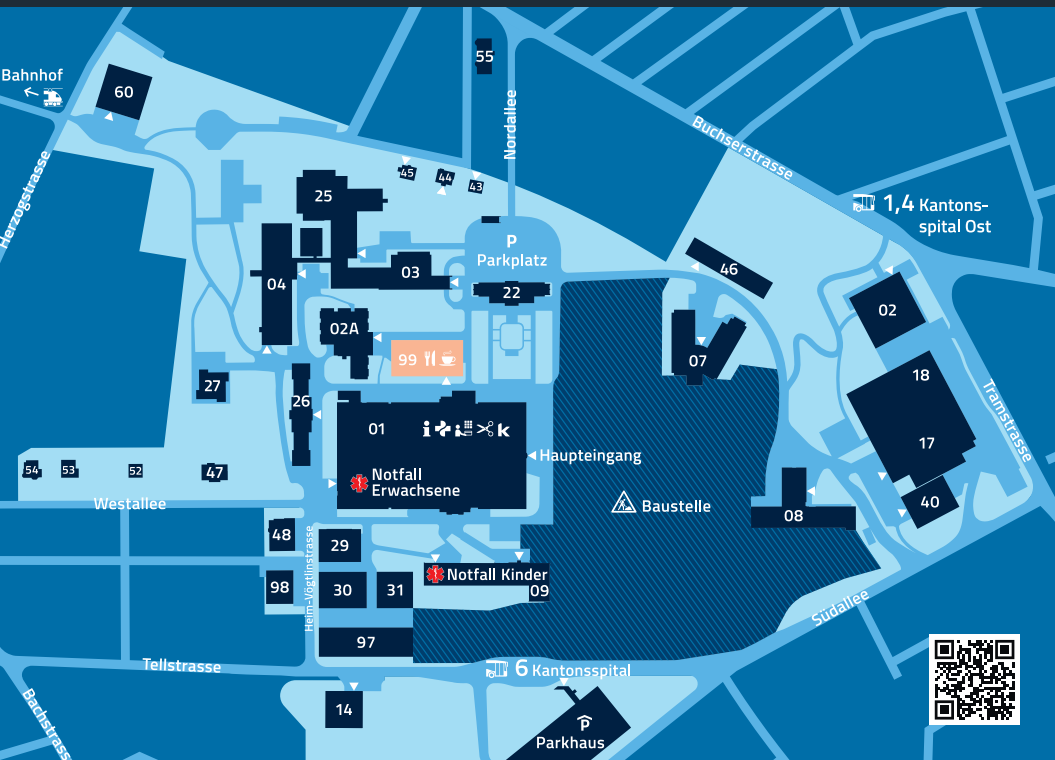 55
Bahnhof
60
Nordallee
Buchserstrasse
45
44
43
25
Herzogstrasse
1,4 Kantons-
spital Ost
P
Parkplatz
03
46
04
22
02
02A
99
07
18
27
26
Tramstrasse
01
k
17
Haupteingang
54
53
52
47
Notfall
Erwachsene
Westallee
Baustelle
40
08
48
29
Heim-Vögtlinstrasse
Notfall Kinder
98
30
31
09
Südallee
97
Tellstrasse
6 Kantonsspital
Bachstrasse
14
P
Parkhaus